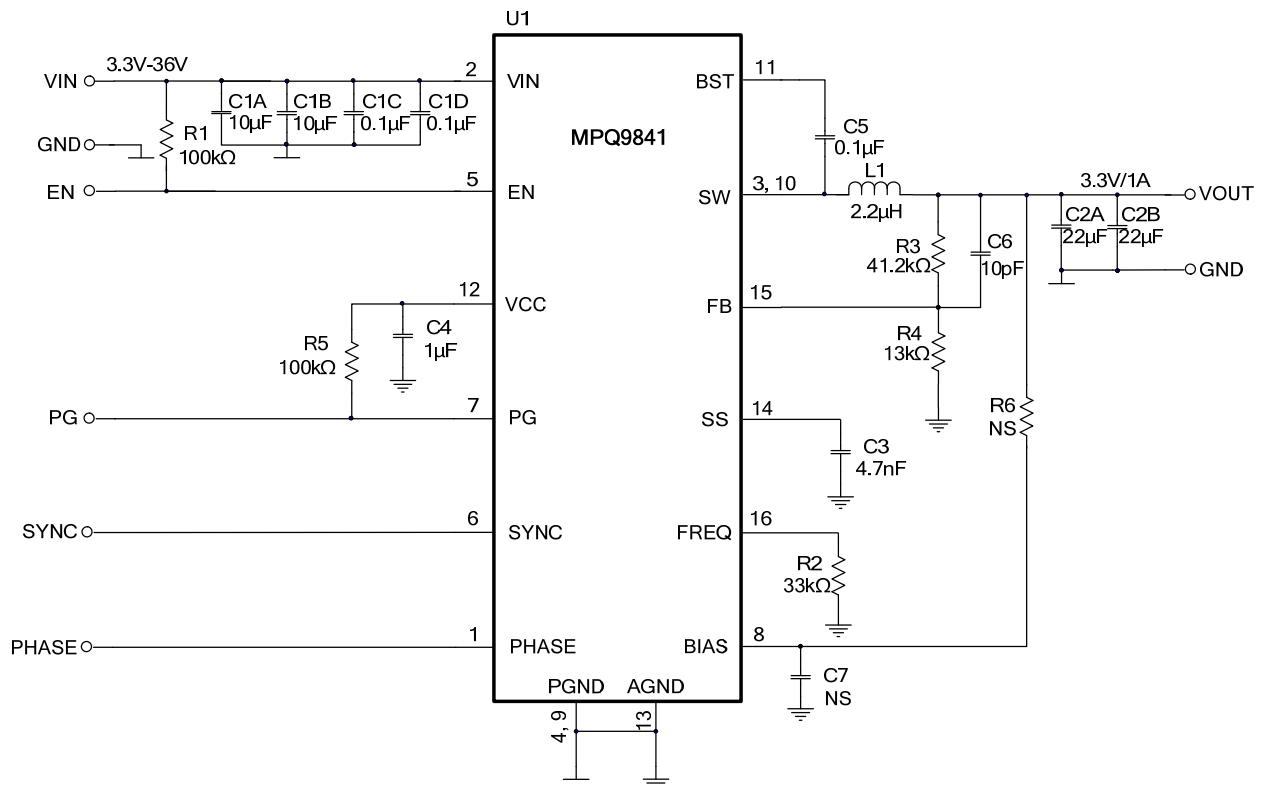 U1
3.3V-36V
VIN
2
VIN
C1A
10µF
C1B
10µF
C1C
0.1µF
C1D
0.1µF
R1
100kΩ
GND
EN
5
EN
MPQ9841
BST
11
C5
0.1µF
SW
3, 10
L1
2.2µH
3.3V/1A
VOUT
C2A
22µF
C2B
22µF
R3
41.2kΩ
C6
10pF
GND
12
VCC
C4
1µF
R5
100kΩ
FB
15
R4
13kΩ
PG
7
PG
SS
14
C3
4.7nF
R6
NS
SYNC
6
SYNC
FREQ
16
R2
33kΩ
PHASE
1
PHASE
BIAS
8
C7
NS
PGND
AGND
4, 9
13